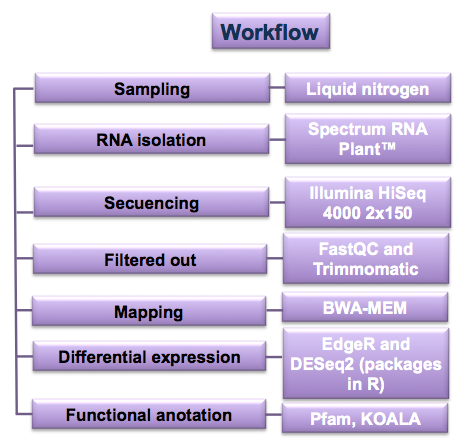 Workflow
Sampling
Liquid nitrogen
RNA isolation
Spectrum RNA
Plant™
Secuencing
Illumina HiSeq
4000 2x150
Filtered out
FastQC and
Trimmomatic
Mapping
BWA-MEM
Differential expression
EdgeR and
DESeq2 (packages
in R)
Functional anotation
Pfam, KOALA